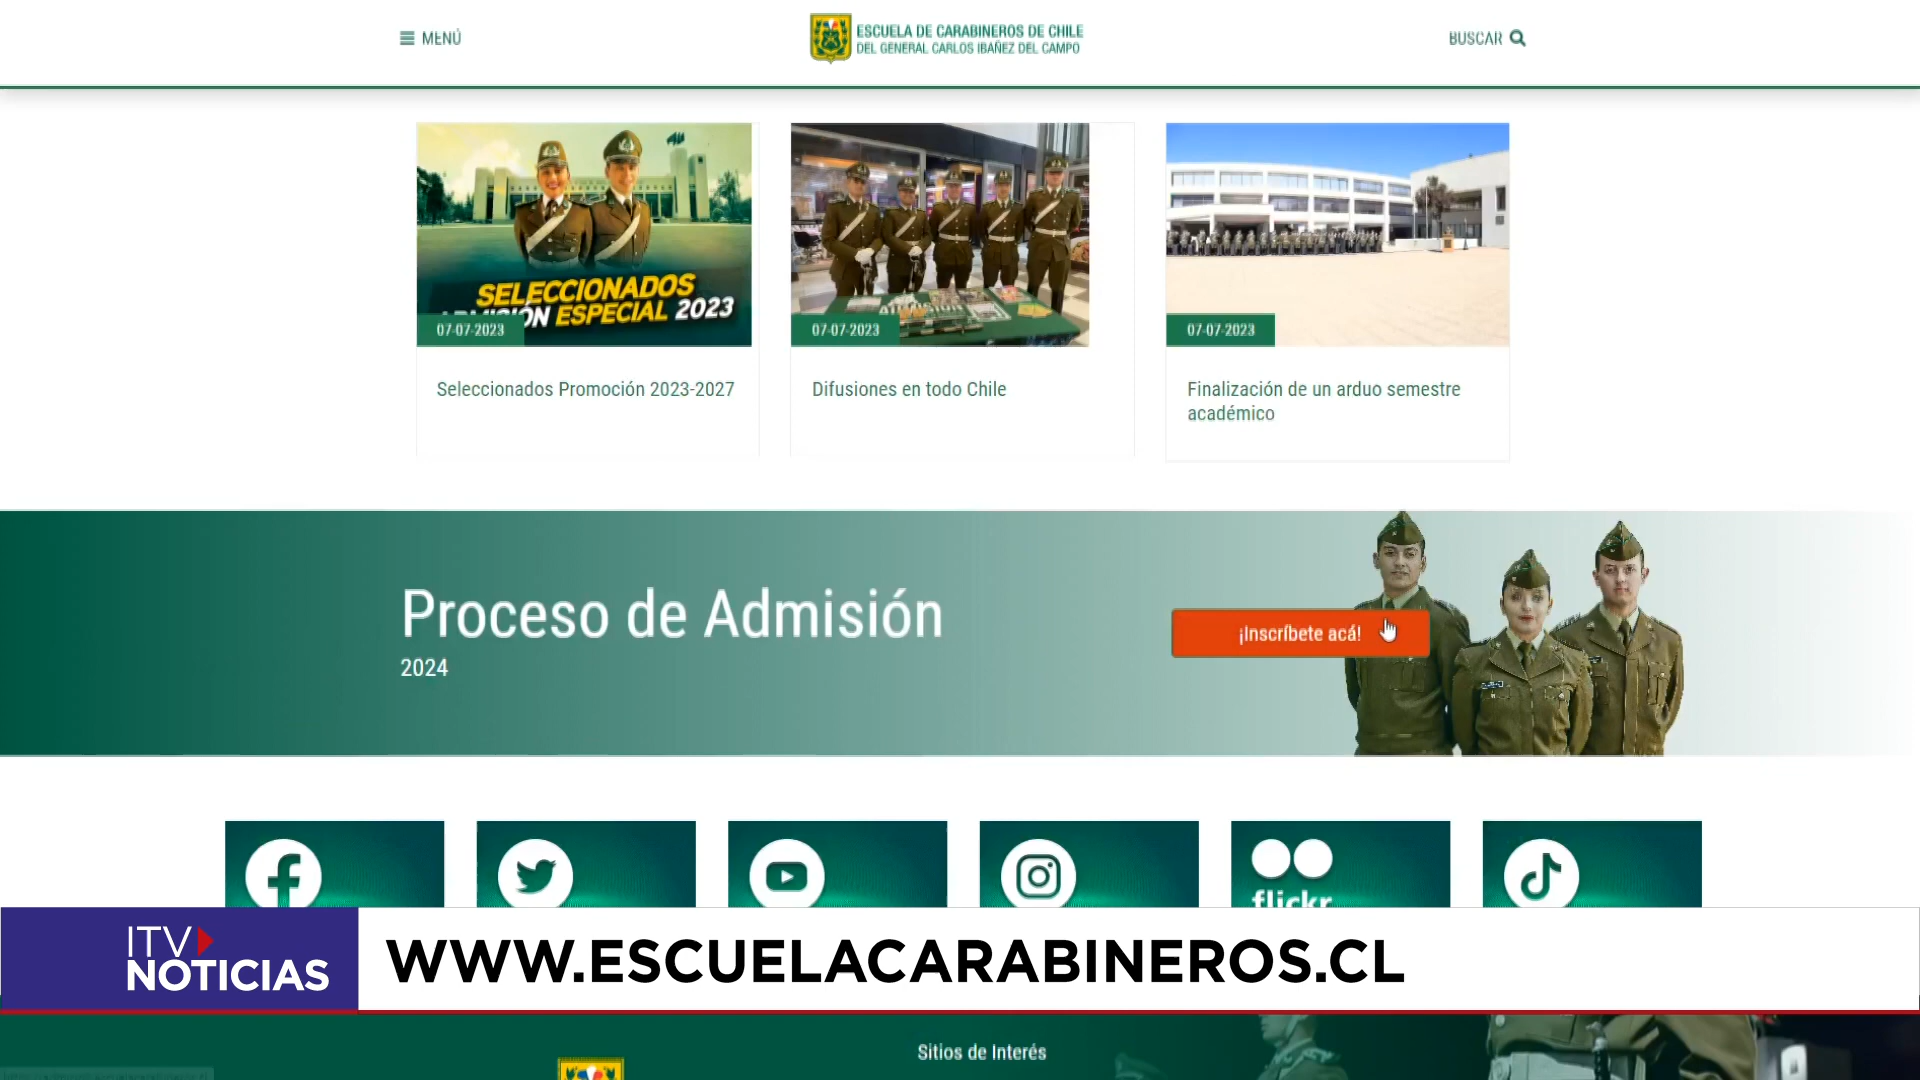 MENÚ
ESCUELA DE CARABINEROS DE CHILE
DEL GENERAL CARLOS IBAÑEZ DEL CAMPO
BUSCAR
SELECCIONADOS
ESPECIAL 2023
07-07-2023
07-07-2023
07-07-2023
Seleccionados Promoción 2023-2027
Difusiones en todo Chile
Finalización de un arduo semestre
académico
Proceso de Admisión
2024
¡Inscríbete acá!
flickr
ITV
NOTICIAS
WWW.ESCUELACARABINEROS.CL
Sitios de Interés